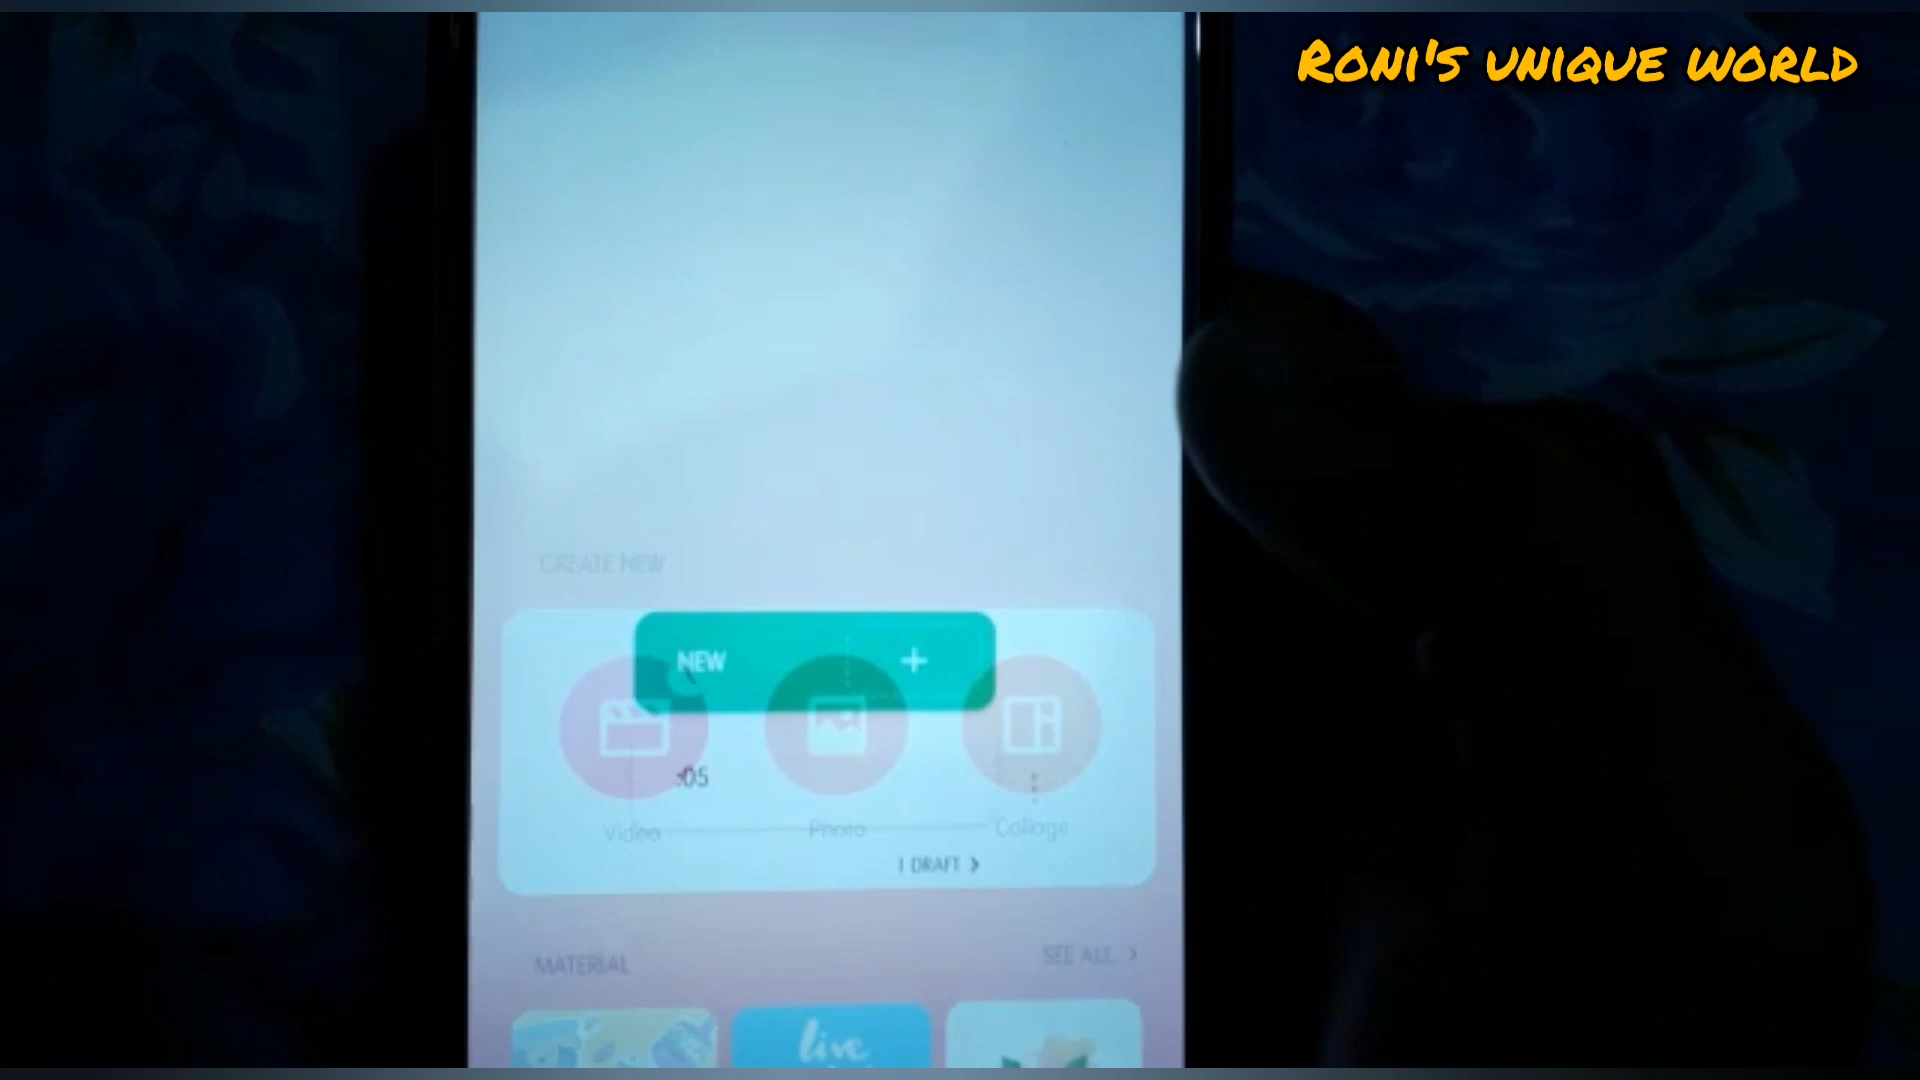 RONI'S UNIQUE WORLD
CREATE NEW
NEW +
:05
Video Photo Collage
1 DRAFT >
MATERIAL SEE ALL >
live